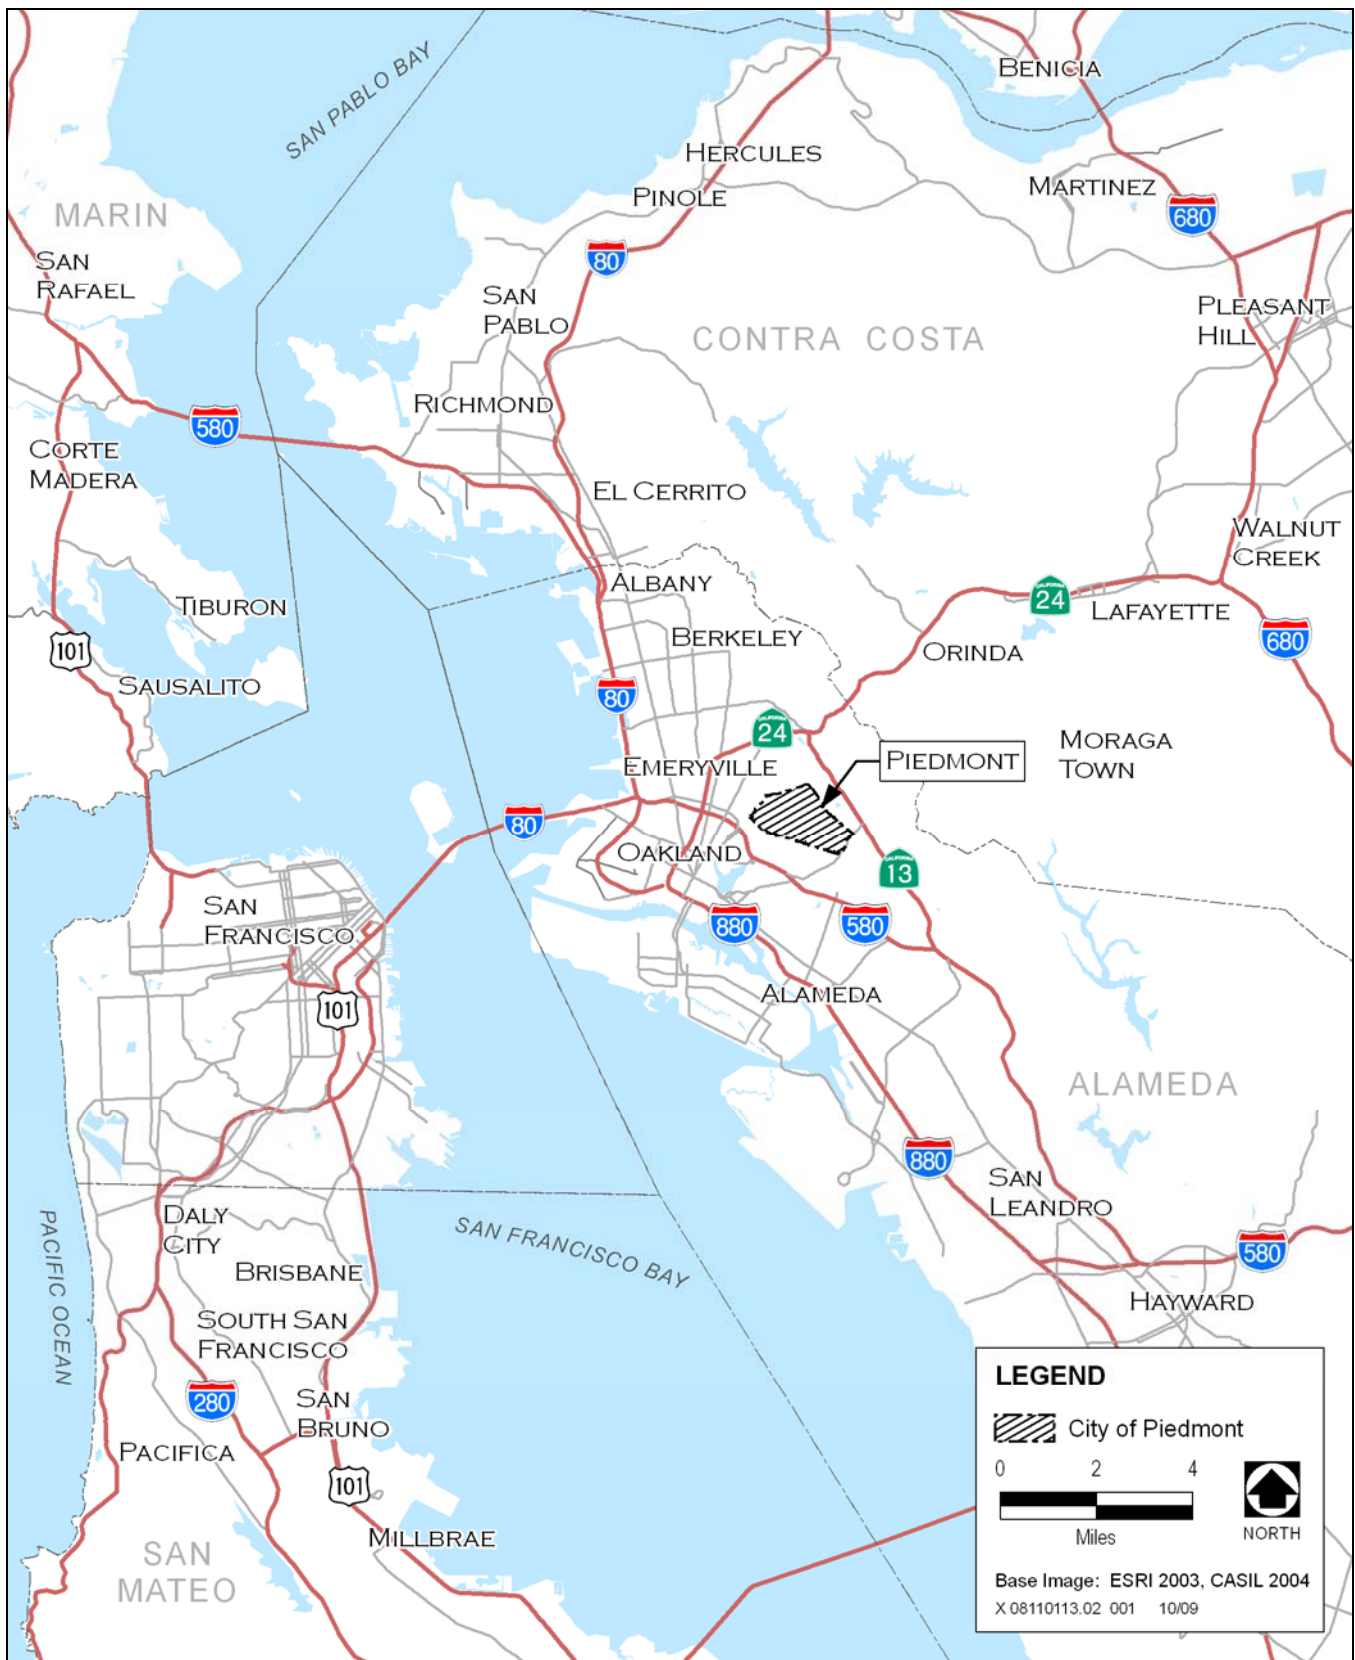 SAN PABLO BAY
BENICIA
HERCULES
PINOLE
MARTINEZ
680
MARIN
80
SAN
RAFAEL
SAN
PABLO
PLEASANT
HILL
CONTRA COSTA
RICHMOND
580
CORTE
MADERA
EL CERRITO
WALNUT
CREEK
ALBANY
CALIFORNIA
24
LAFAYETTE
TIBURON
BERKELEY
101
ORINDA
680
SAUSALITO
80
CALIFORNIA
24
MORAGA
TOWN
PIEDMONT
EMERYVILLE
80
OAKLAND
CALIFORNIA
13
SAN
FRANCISCO
880
580
101
ALAMEDA
ALAMEDA
880
SAN
LEANDRO
PACIFIC OCEAN
DALY
CITY
SAN FRANCISCO BAY
580
BRISBANE
HAYWARD
SOUTH SAN
FRANCISCO
280
SAN
BRUNO
PACIFICA
101
MILLBRAE
SAN
MATEO
LEGEND
City of Piedmont
0 2 4
Miles
NORTH
Base Image: ESRI 2003, CASIL 2004
X 08110113.02 001 10/09